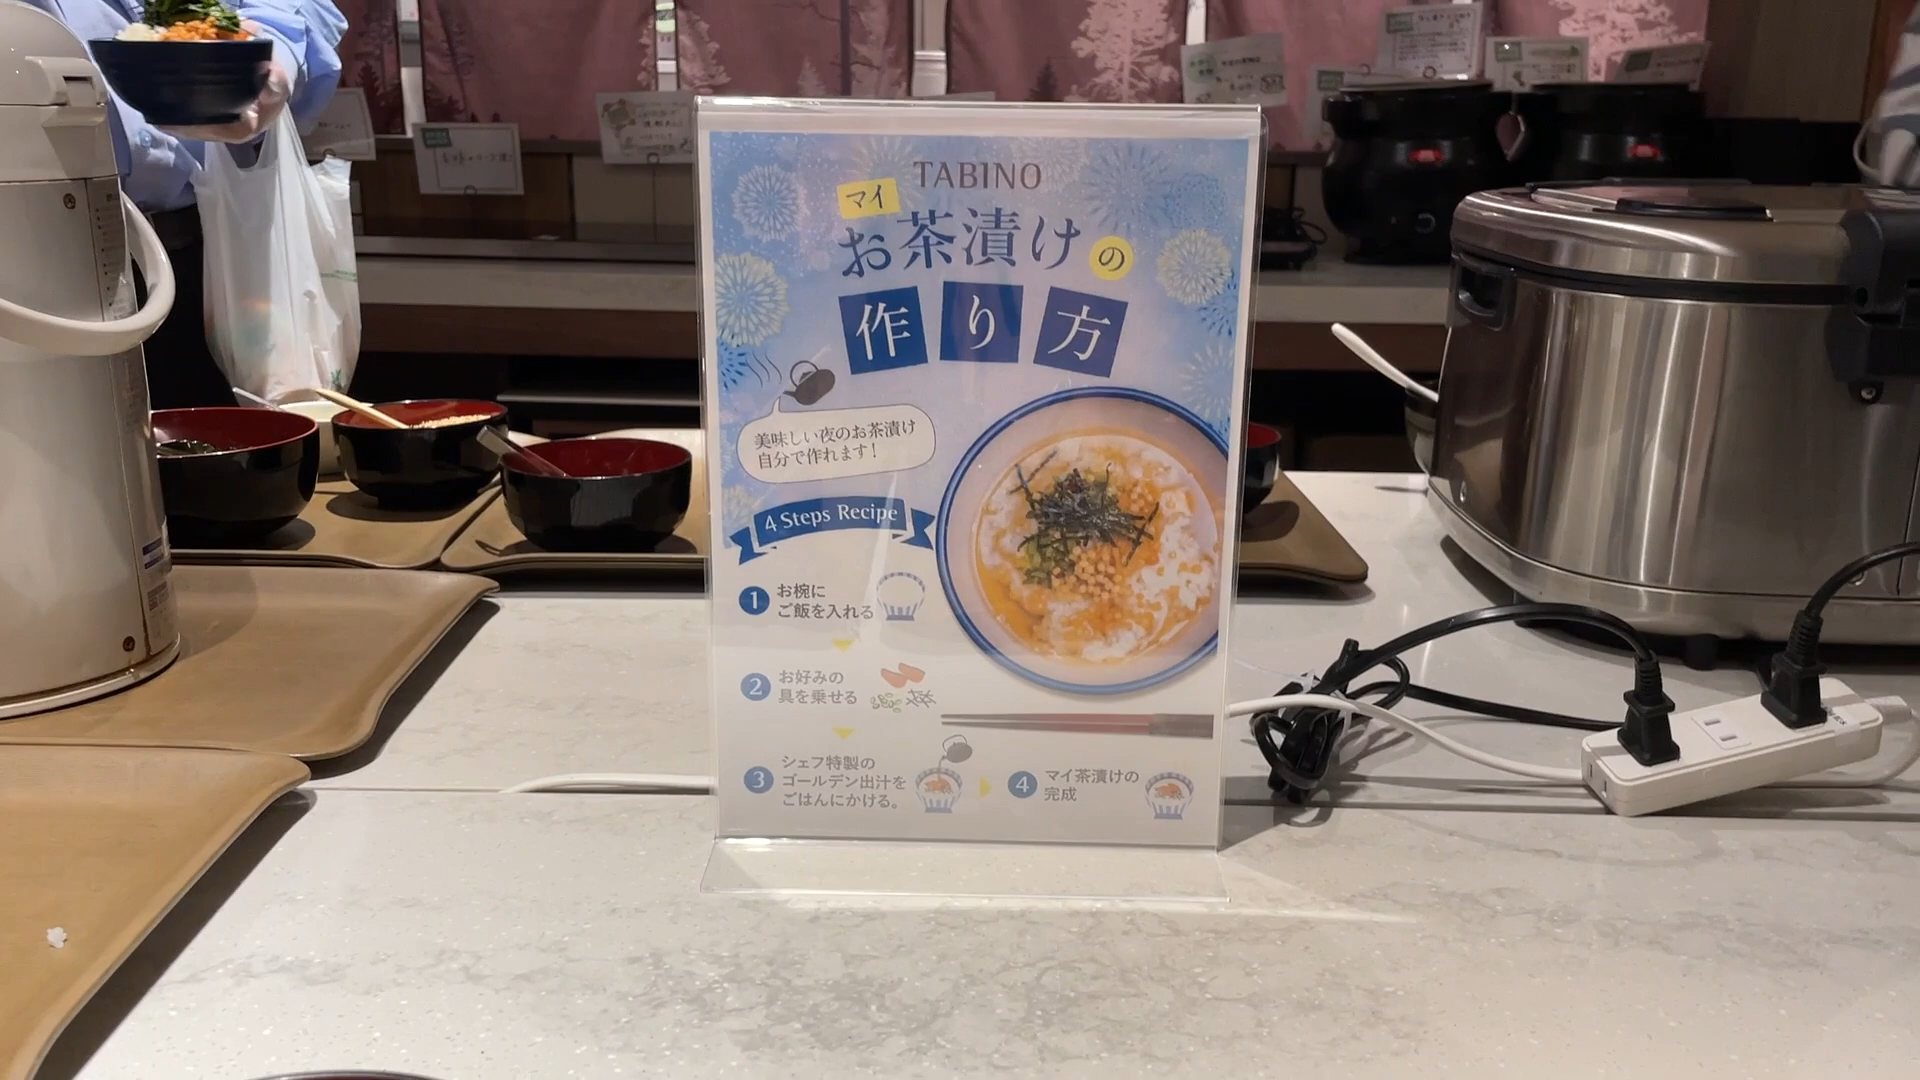 TABINO
マイ
お茶漬けの
作り方
美味しい夜のお茶漬け
自分で作れます！
4 Steps Recipe
1 お椀に
ご飯を入れる
2 お好みの
具を乗せる
3 シェフ特製の
ゴールデン出汁を
ごはんにかける。
4 マイ茶漬けの
完成